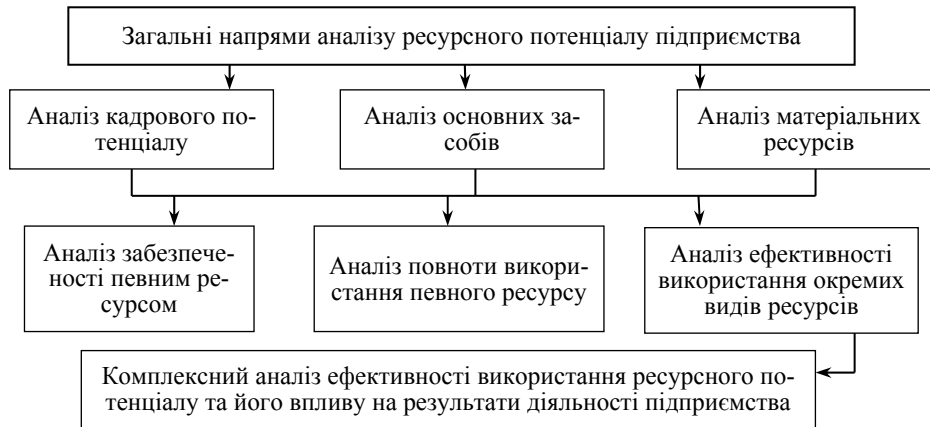 Загальні напрями аналізу ресурсного потенціалу підприємства
Аналіз кадрового по-
тенціалу
Аналіз основних за-
собів
Аналіз матеріальних
ресурсів
Аналіз забезпече-
ності певним ре-
сурсом
Аналіз повноти викори-
стання певного ресурсу
Аналіз ефективності
використання окремих
видів ресурсів
Комплексний аналіз ефективності використання ресурсного по-
тенціалу та його впливу на результати діяльності підприємства